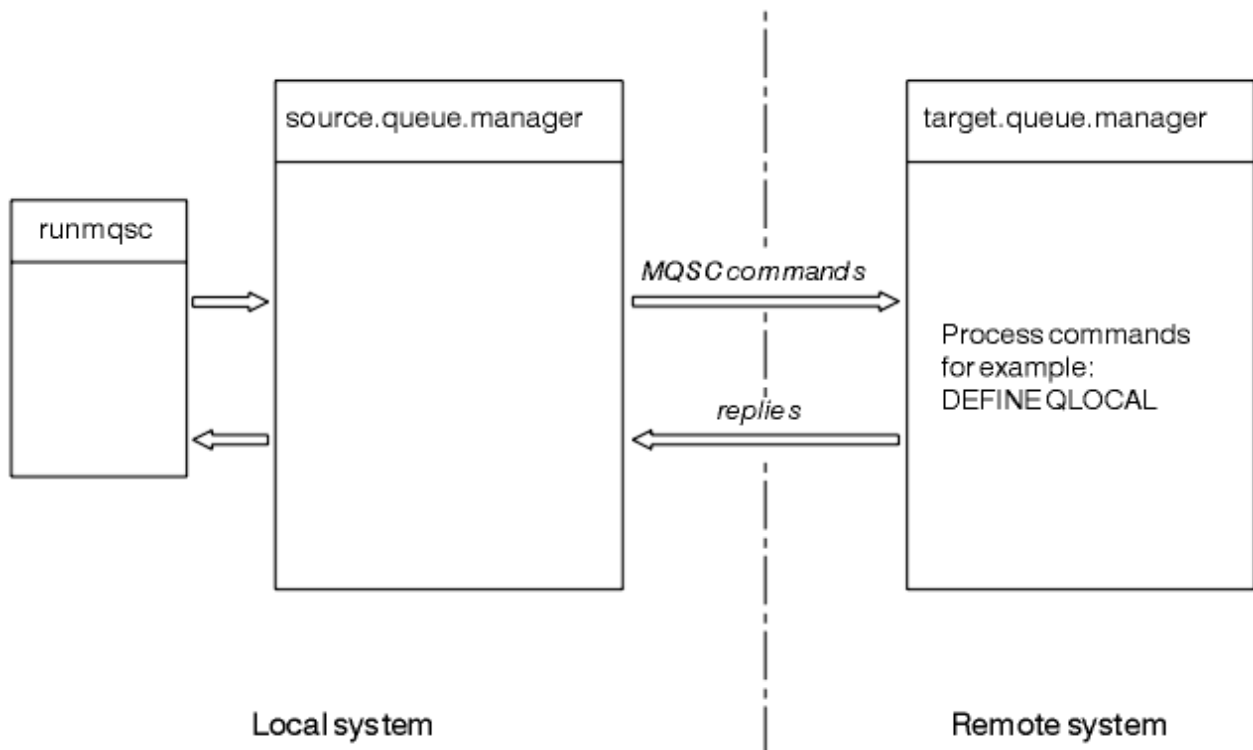 source.queue.manager
target.queue.manager
runmqsc
MQSC commands
Process commands
for example:
DEFINE QLOCAL
replies
Local system
Remote system